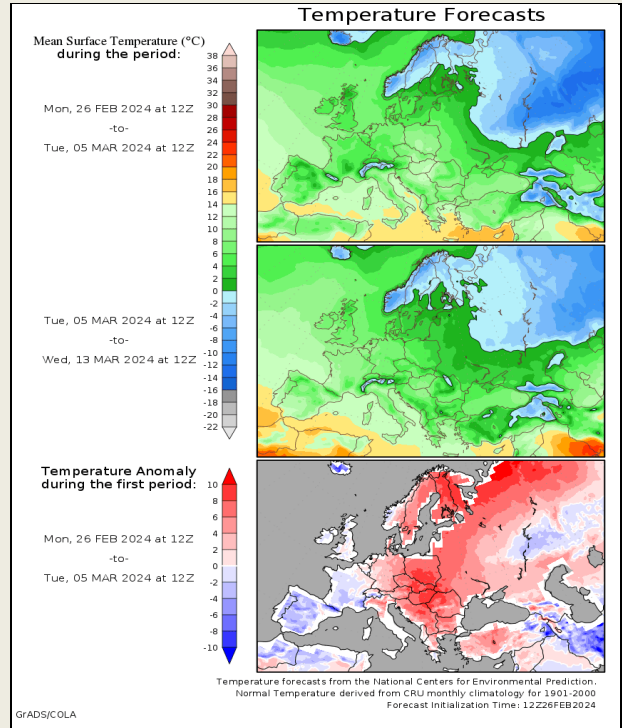 Temperature Forecasts
Mean Surface Temperature (°C)
during the period:
38
36
34
32
30
28
26
24
22
20
18
16
14
12
10
8
6
4
2
0
-2
-4
-6
-8
-10
-12
-14
-16
-18
-20
-22
Mon, 26 FEB 2024 at 12Z
-to-
Tue, 05 MAR 2024 at 12Z
Tue, 05 MAR 2024 at 12Z
-to-
Wed, 13 MAR 2024 at 12Z
Temperature Anomaly
during the first period:
10
8
6
4
2
0
-2
-4
-6
-8
-10
Mon, 26 FEB 2024 at 12Z
-to-
Tue, 05 MAR 2024 at 12Z
Temperature forecasts from the National Centers for Environmental Prediction.
Normal Temperature derived from CRU monthly climatology for 1901-2000
Forecast Initialization Time: 12Z26FEB2024
GrADS/COLA